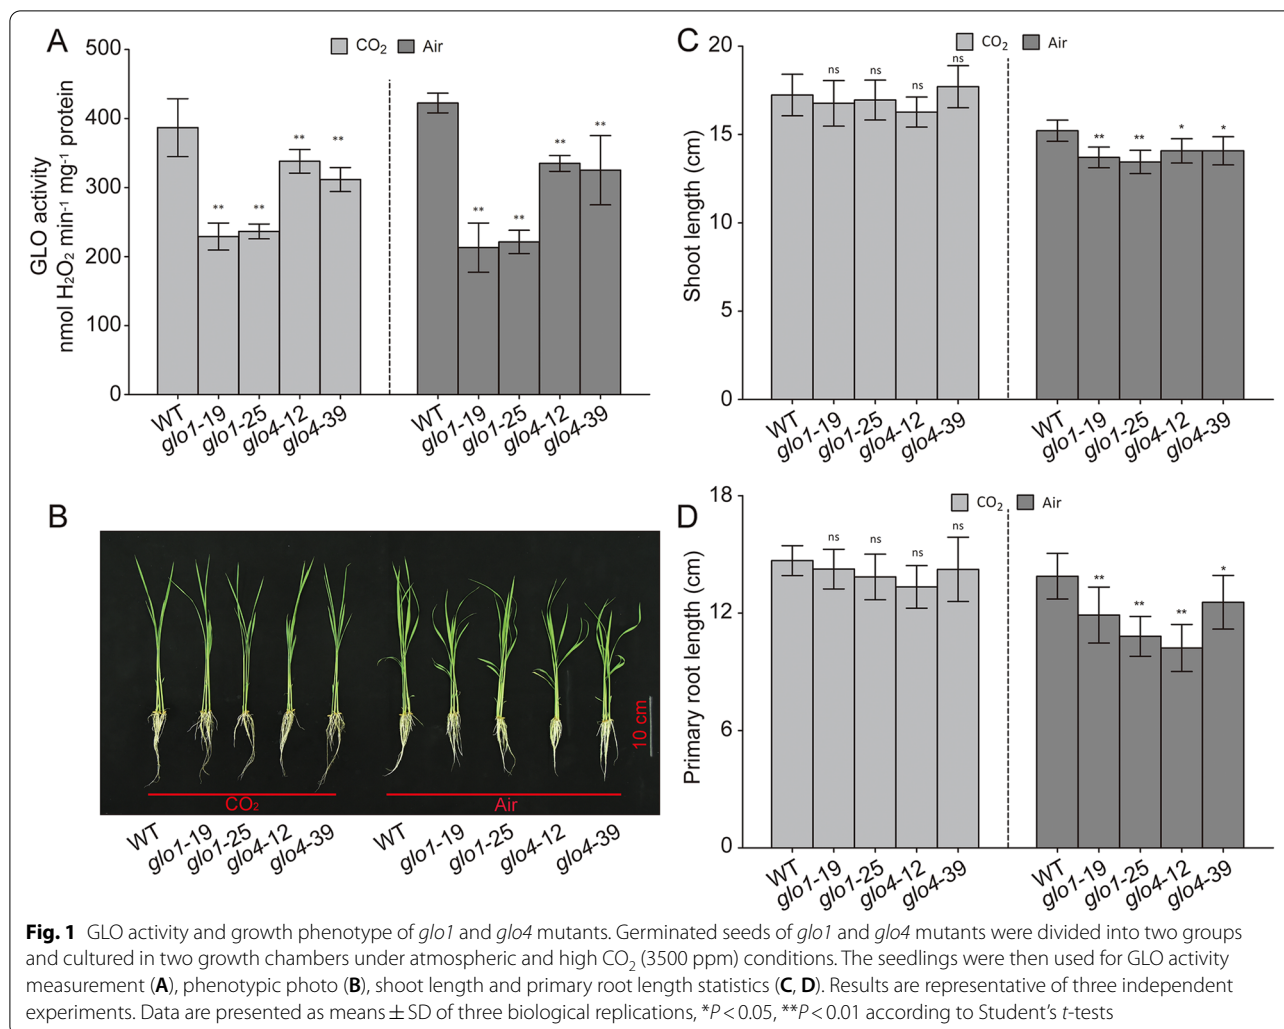 A
CO₂ Air
GLO activity
nmol H₂O₂ min⁻¹ mg⁻¹ protein
500
400
300
200
100
0
** ** ** **
** ** ** **
WT glo1-19 glo1-25 glo4-12 glo4-39
WT glo1-19 glo1-25 glo4-12 glo4-39
B
10 cm
CO₂ Air
WT glo1-19 glo1-25 glo4-12 glo4-39
WT glo1-19 glo1-25 glo4-12 glo4-39
C
CO₂ Air
Shoot length (cm)
20
15
10
5
0
ns ns ns ns
** ** * *
WT glo1-19 glo1-25 glo4-12 glo4-39
WT glo1-19 glo1-25 glo4-12 glo4-39
D
CO₂ Air
Primary root length (cm)
18
12
6
0
ns ns ns ns
** ** ** *
WT glo1-19 glo1-25 glo4-12 glo4-39
WT glo1-19 glo1-25 glo4-12 glo4-39
Fig. 1 GLO activity and growth phenotype of glo1 and glo4 mutants. Germinated seeds of glo1 and glo4 mutants were divided into two groups
and cultured in two growth chambers under atmospheric and high CO₂ (3500 ppm) conditions. The seedlings were then used for GLO activity
measurement (A), phenotypic photo (B), shoot length and primary root length statistics (C, D). Results are representative of three independent
experiments. Data are presented as means ± SD of three biological replications, *P < 0.05, **P < 0.01 according to Student's t-tests